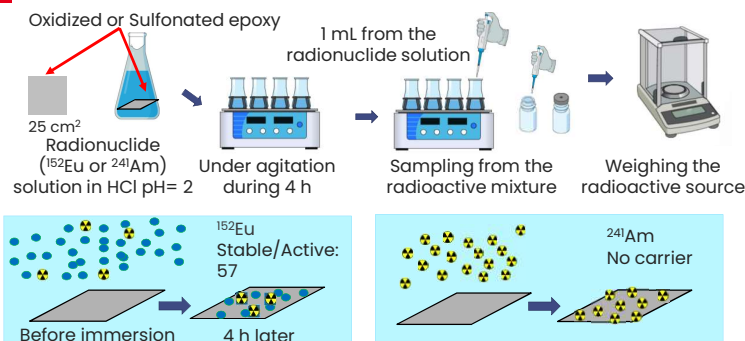 Oxidized or Sulfonated epoxy
1 mL from the
radionuclide solution
25 cm²
Radionuclide
(¹⁵²Eu or ²⁴¹Am)
solution in HCl pH= 2
Under agitation
during 4 h
Sampling from the
radioactive mixture
Weighing the
radioactive source
¹⁵²Eu
Stable/Active:
57
Before immersion
4 h later
²⁴¹Am
No carrier